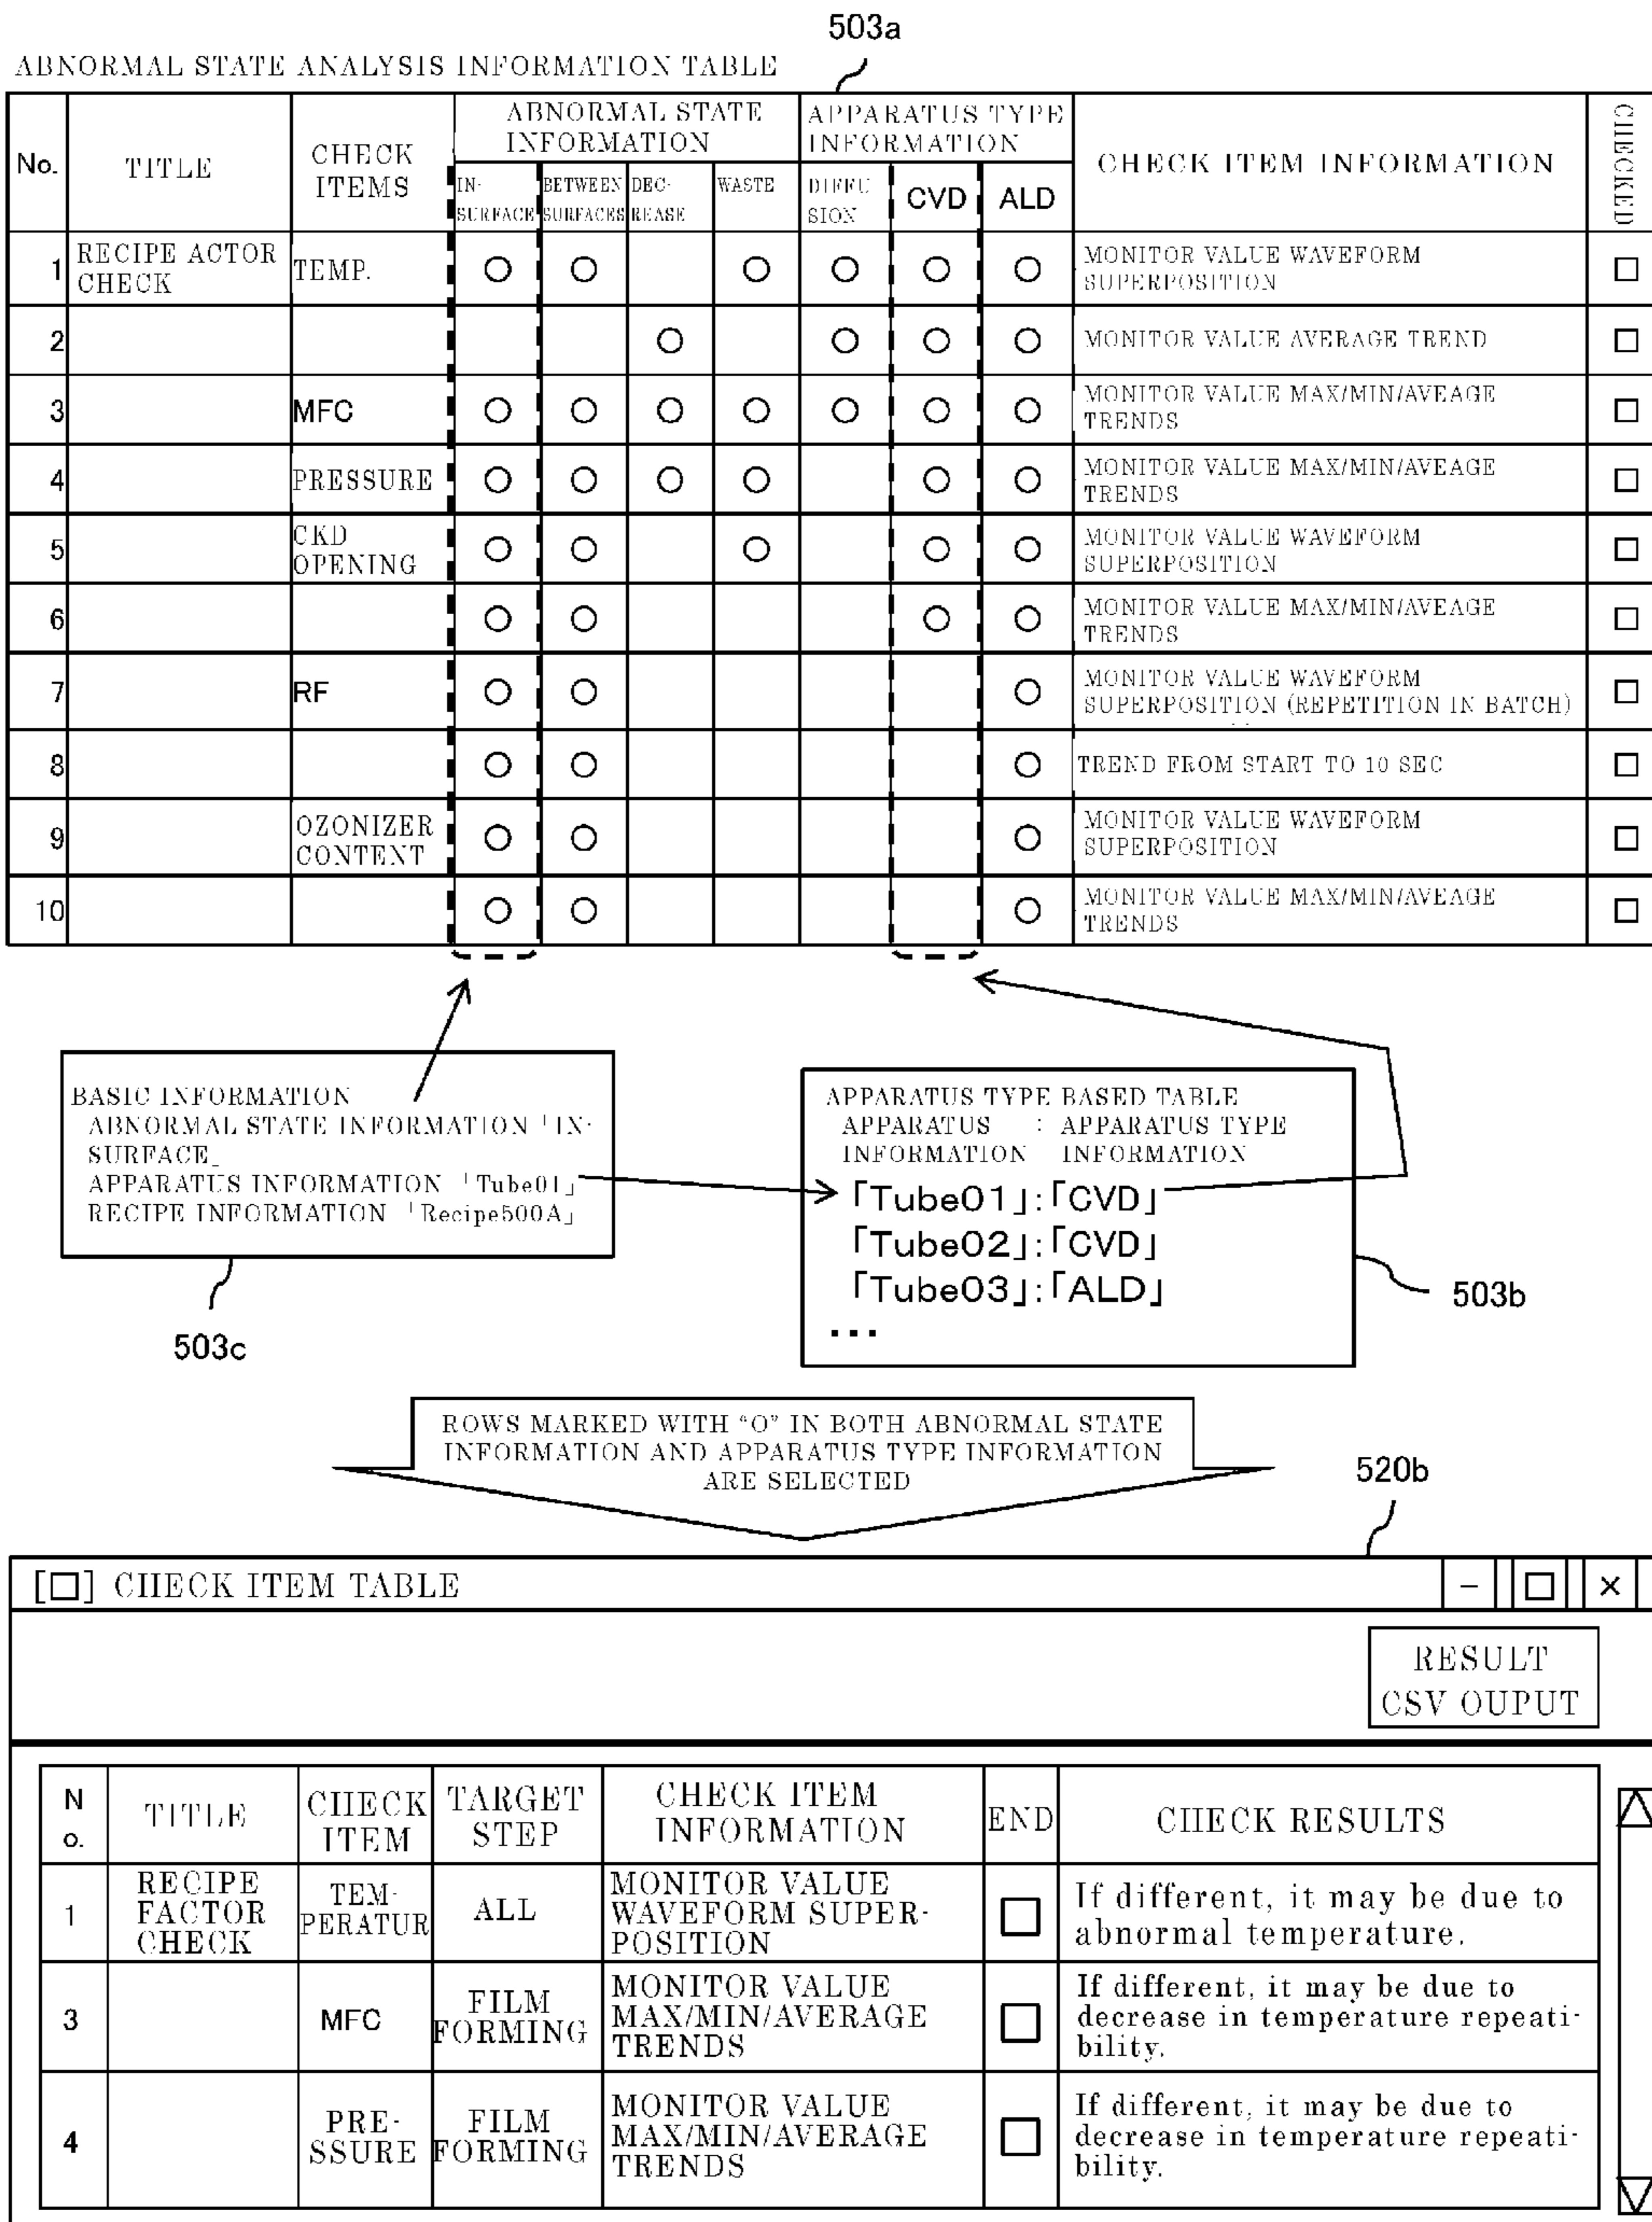 503a
ABNORMAL STATE ANALYSIS INFORMATION TABLE
No.
TITLE
CHECK
ITEMS
ABNORMAL STATE
INFORMATION
APPARATUS TYPE
INFORMATION
CHECK ITEM INFORMATION
CHECKED
IN-
SURFACE
BETWEEN
SURFACES
DEC-
REASE
WASTE
DIFFU
SION
CVD
ALD
1 RECIPE ACTOR
CHECK
TEMP.
○ ○ ○ ○ ○ ○
MONITOR VALUE WAVEFORM
SUPERPOSITION
□
2 ○ ○ ○ ○ MONITOR VALUE AVERAGE TREND □
3 MFC ○ ○ ○ ○ ○ ○ ○
MONITOR VALUE MAX/MIN/AVEAGE
TRENDS
□
4 PRESSURE ○ ○ ○ ○ ○ ○
MONITOR VALUE MAX/MIN/AVEAGE
TRENDS
□
5 CKD
OPENING
○ ○ ○ ○ ○
MONITOR VALUE WAVEFORM
SUPERPOSITION
□
6 ○ ○ ○ ○
MONITOR VALUE MAX/MIN/AVEAGE
TRENDS
□
7 RF ○ ○ ○
MONITOR VALUE WAVEFORM
SUPERPOSITION (REPETITION IN BATCH)
□
8 ○ ○ ○ TREND FROM START TO 10 SEC □
9 OZONIZER
CONTENT
○ ○ ○
MONITOR VALUE WAVEFORM
SUPERPOSITION
□
10 ○ ○ ○
MONITOR VALUE MAX/MIN/AVEAGE
TRENDS
□
BASIC INFORMATION
ABNORMAL STATE INFORMATION「IN-
SURFACE」
APPARATUS INFORMATION「Tube01」
RECIPE INFORMATION「Recipe500A」
503c
APPARATUS TYPE BASED TABLE
APPARATUS : APPARATUS TYPE
INFORMATION INFORMATION
「Tube01」:「CVD」
「Tube02」:「CVD」
「Tube03」:「ALD」
...
503b
ROWS MARKED WITH “O” IN BOTH ABNORMAL STATE
INFORMATION AND APPARATUS TYPE INFORMATION
ARE SELECTED
520b
[□] CHECK ITEM TABLE
− □ ×
RESULT
CSV OUPUT
N
o.
TITLE
CHECK
ITEM
TARGET
STEP
CHECK ITEM
INFORMATION
END
CHECK RESULTS
1
RECIPE
FACTOR
CHECK
TEM-
PERATUR
ALL
MONITOR VALUE
WAVEFORM SUPER-
POSITION
□
If different, it may be due to
abnormal temperature.
3
MFC
FILM
FORMING
MONITOR VALUE
MAX/MIN/AVERAGE
TRENDS
□
If different, it may be due to
decrease in temperature repeati-
bility.
4
PRE-
SSURE
FILM
FORMING
MONITOR VALUE
MAX/MIN/AVERAGE
TRENDS
□
If different, it may be due to
decrease in temperature repeati-
bility.